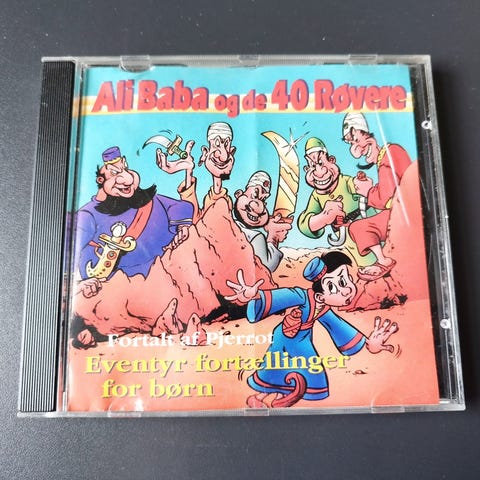 Ali Baba og de 40 Røvere
Fortalt af Pjerrot
Eventyr fortællinger
for børn